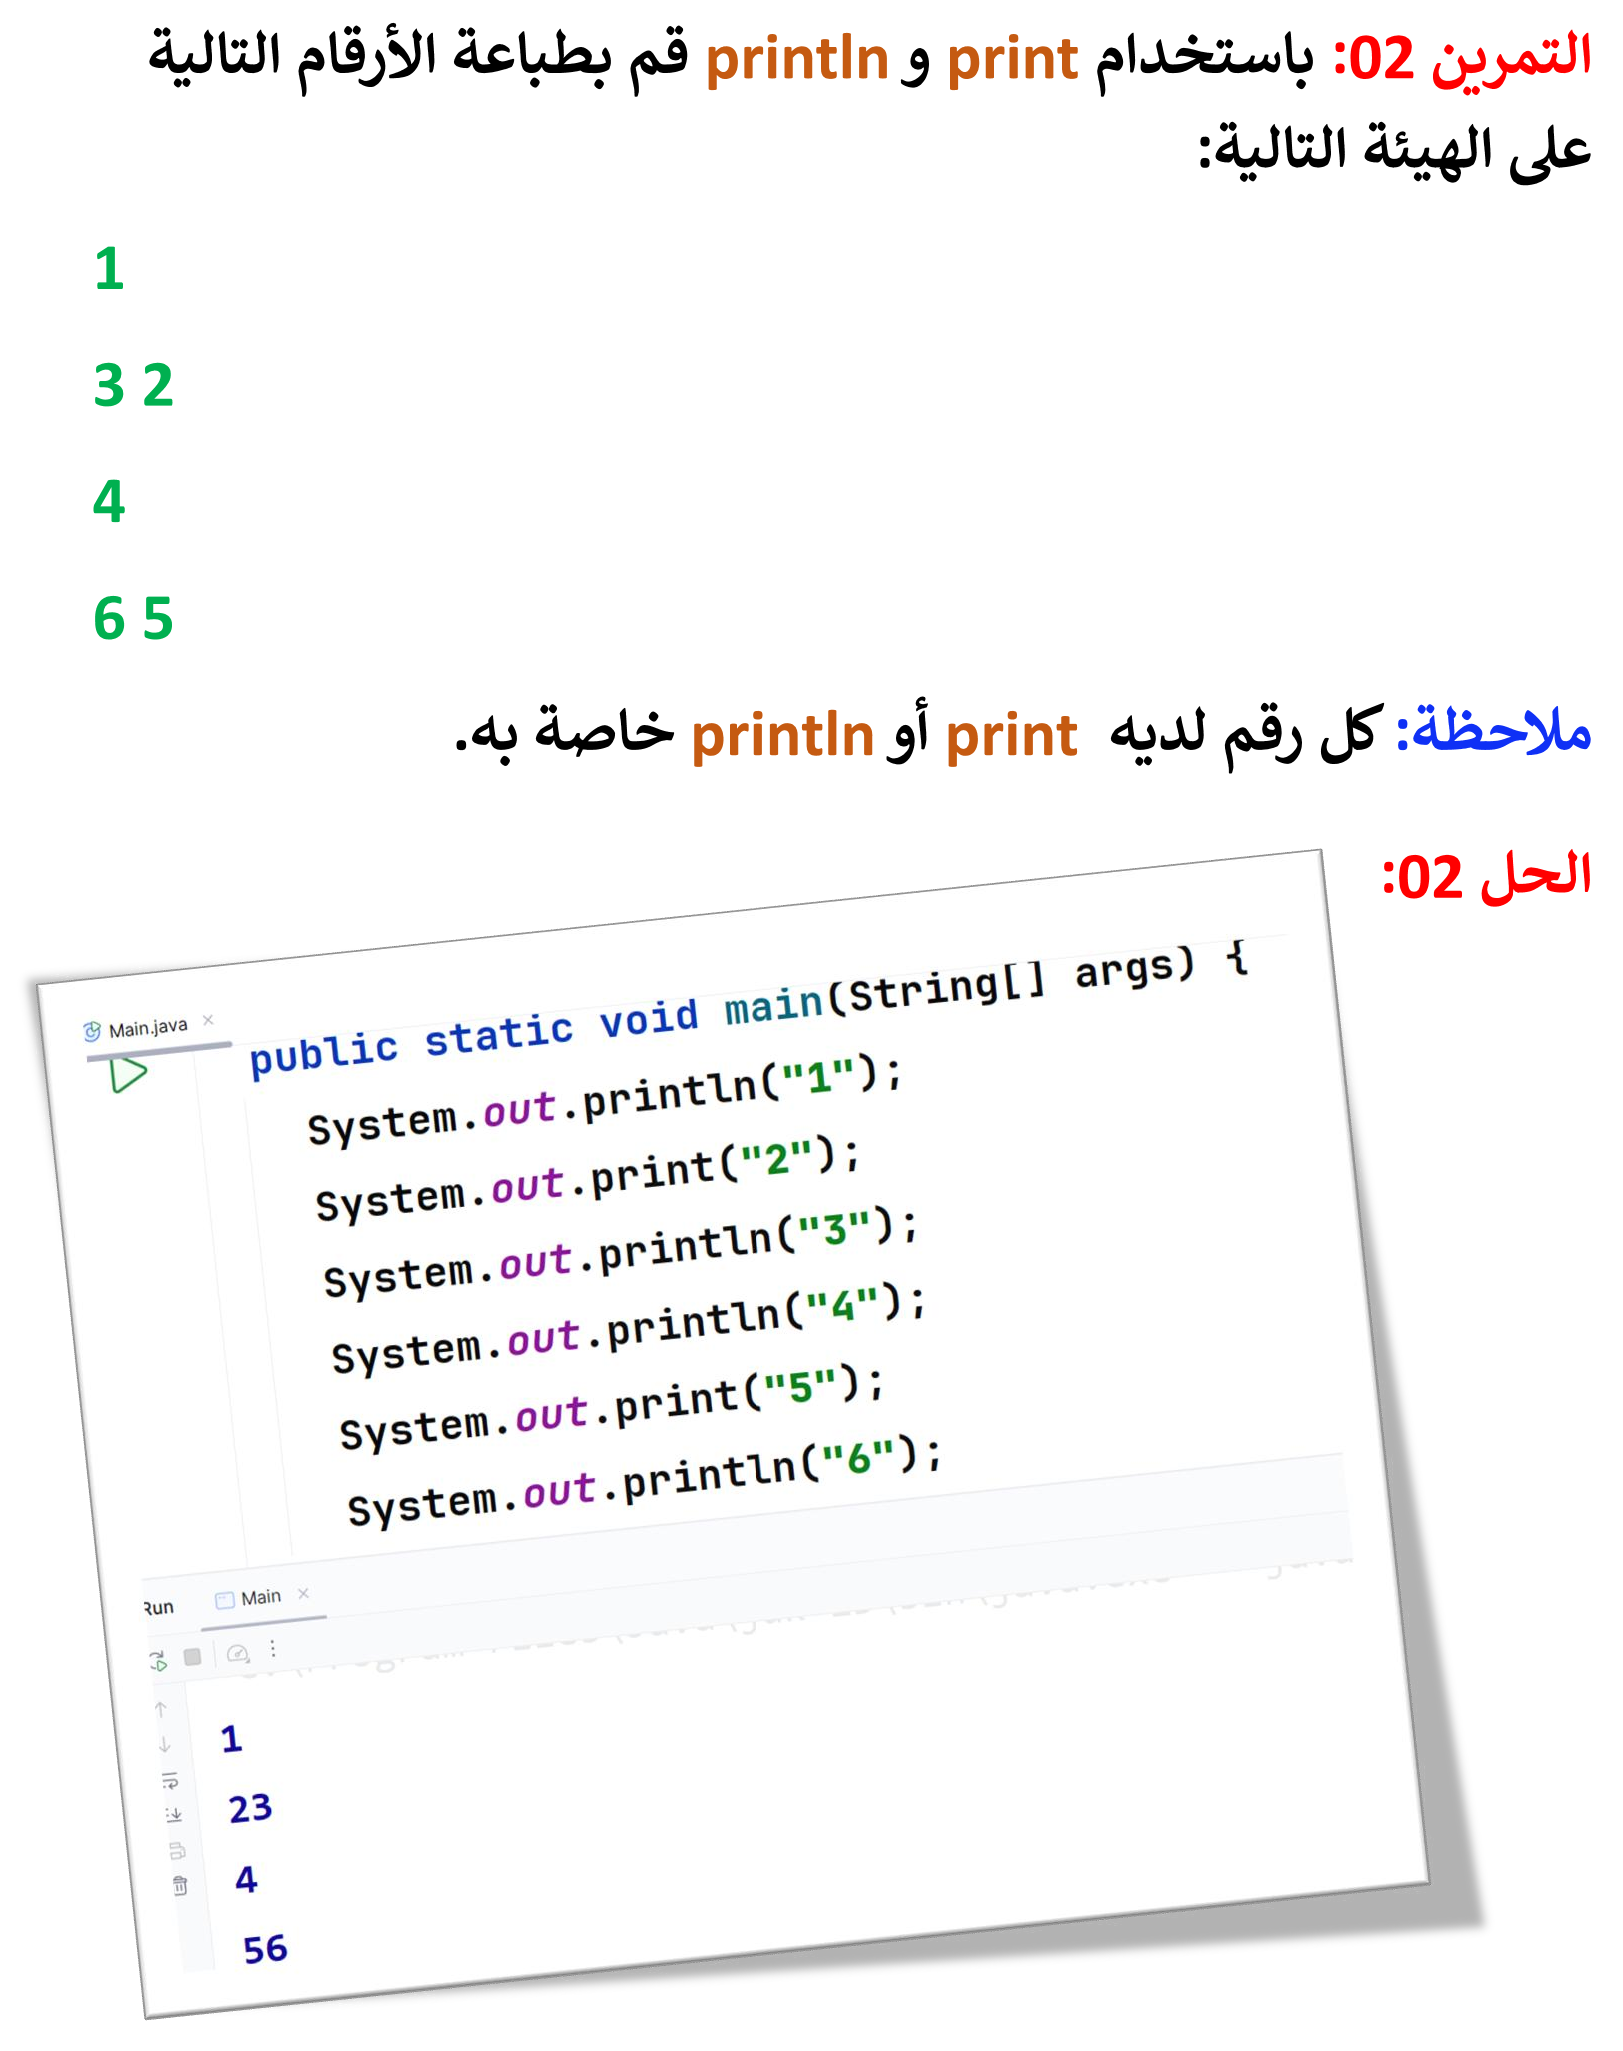 التمرين 02: باستخدام print و println قم بطباعة الأرقام التالية
على الهيئة التالية:
1
3 2
4
6 5
ملاحظة: كل رقم لديه print أو println خاصة به.
الحل 02:
Main.java
public static void main(String[] args) {
System.out.println("1");
System.out.print("2");
System.out.println("3");
System.out.println("4");
System.out.print("5");
System.out.println("6");
Run Main
1
23
4
56